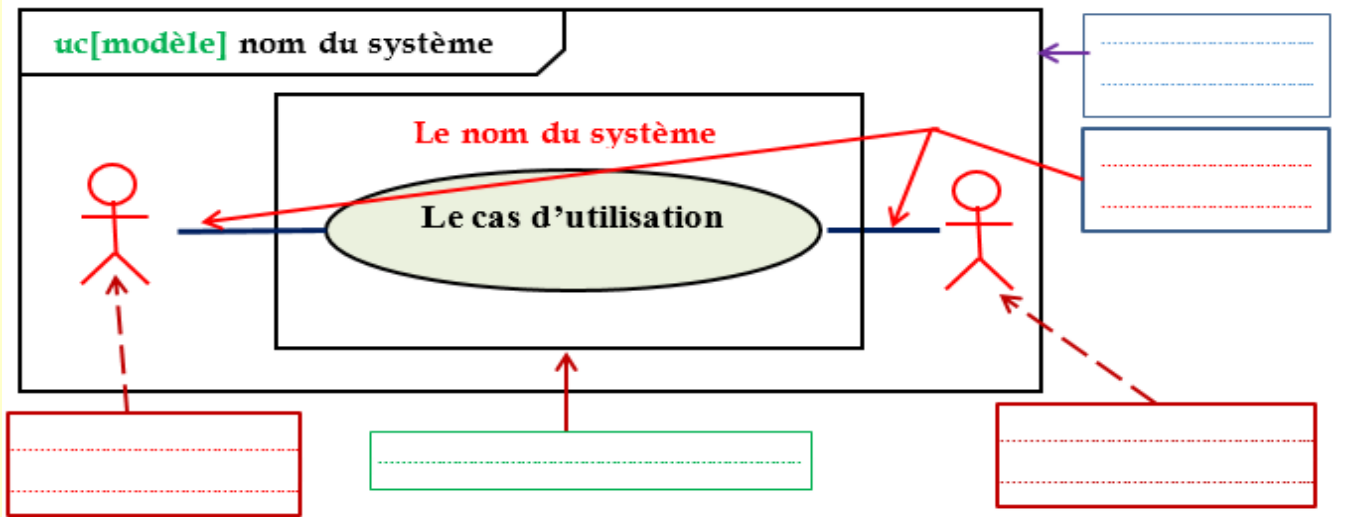 uc[modèle] nom du système
Le nom du système
Le cas d’utilisation